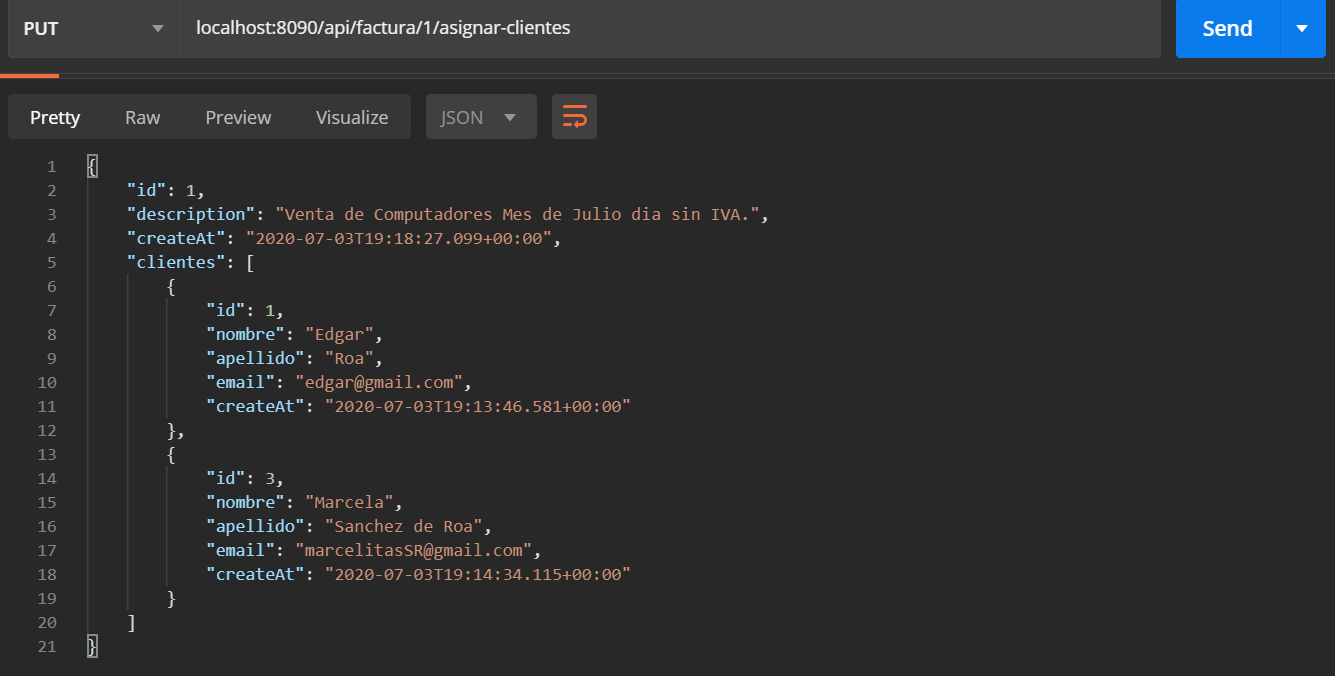 PUT localhost:8090/api/factura/1/asignar-clientes Send
Pretty Raw Preview Visualize JSON
1 {
2 "id": 1,
3 "description": "Venta de Computadores Mes de Julio dia sin IVA.",
4 "createAt": "2020-07-03T19:18:27.099+00:00",
5 "clientes": [
6 {
7 "id": 1,
8 "nombre": "Edgar",
9 "apellido": "Roa",
10 "email": "edgar@gmail.com",
11 "createAt": "2020-07-03T19:13:46.581+00:00"
12 },
13 {
14 "id": 3,
15 "nombre": "Marcela",
16 "apellido": "Sanchez de Roa",
17 "email": "marcelitasSR@gmail.com",
18 "createAt": "2020-07-03T19:14:34.115+00:00"
19 }
20 ]
21 }